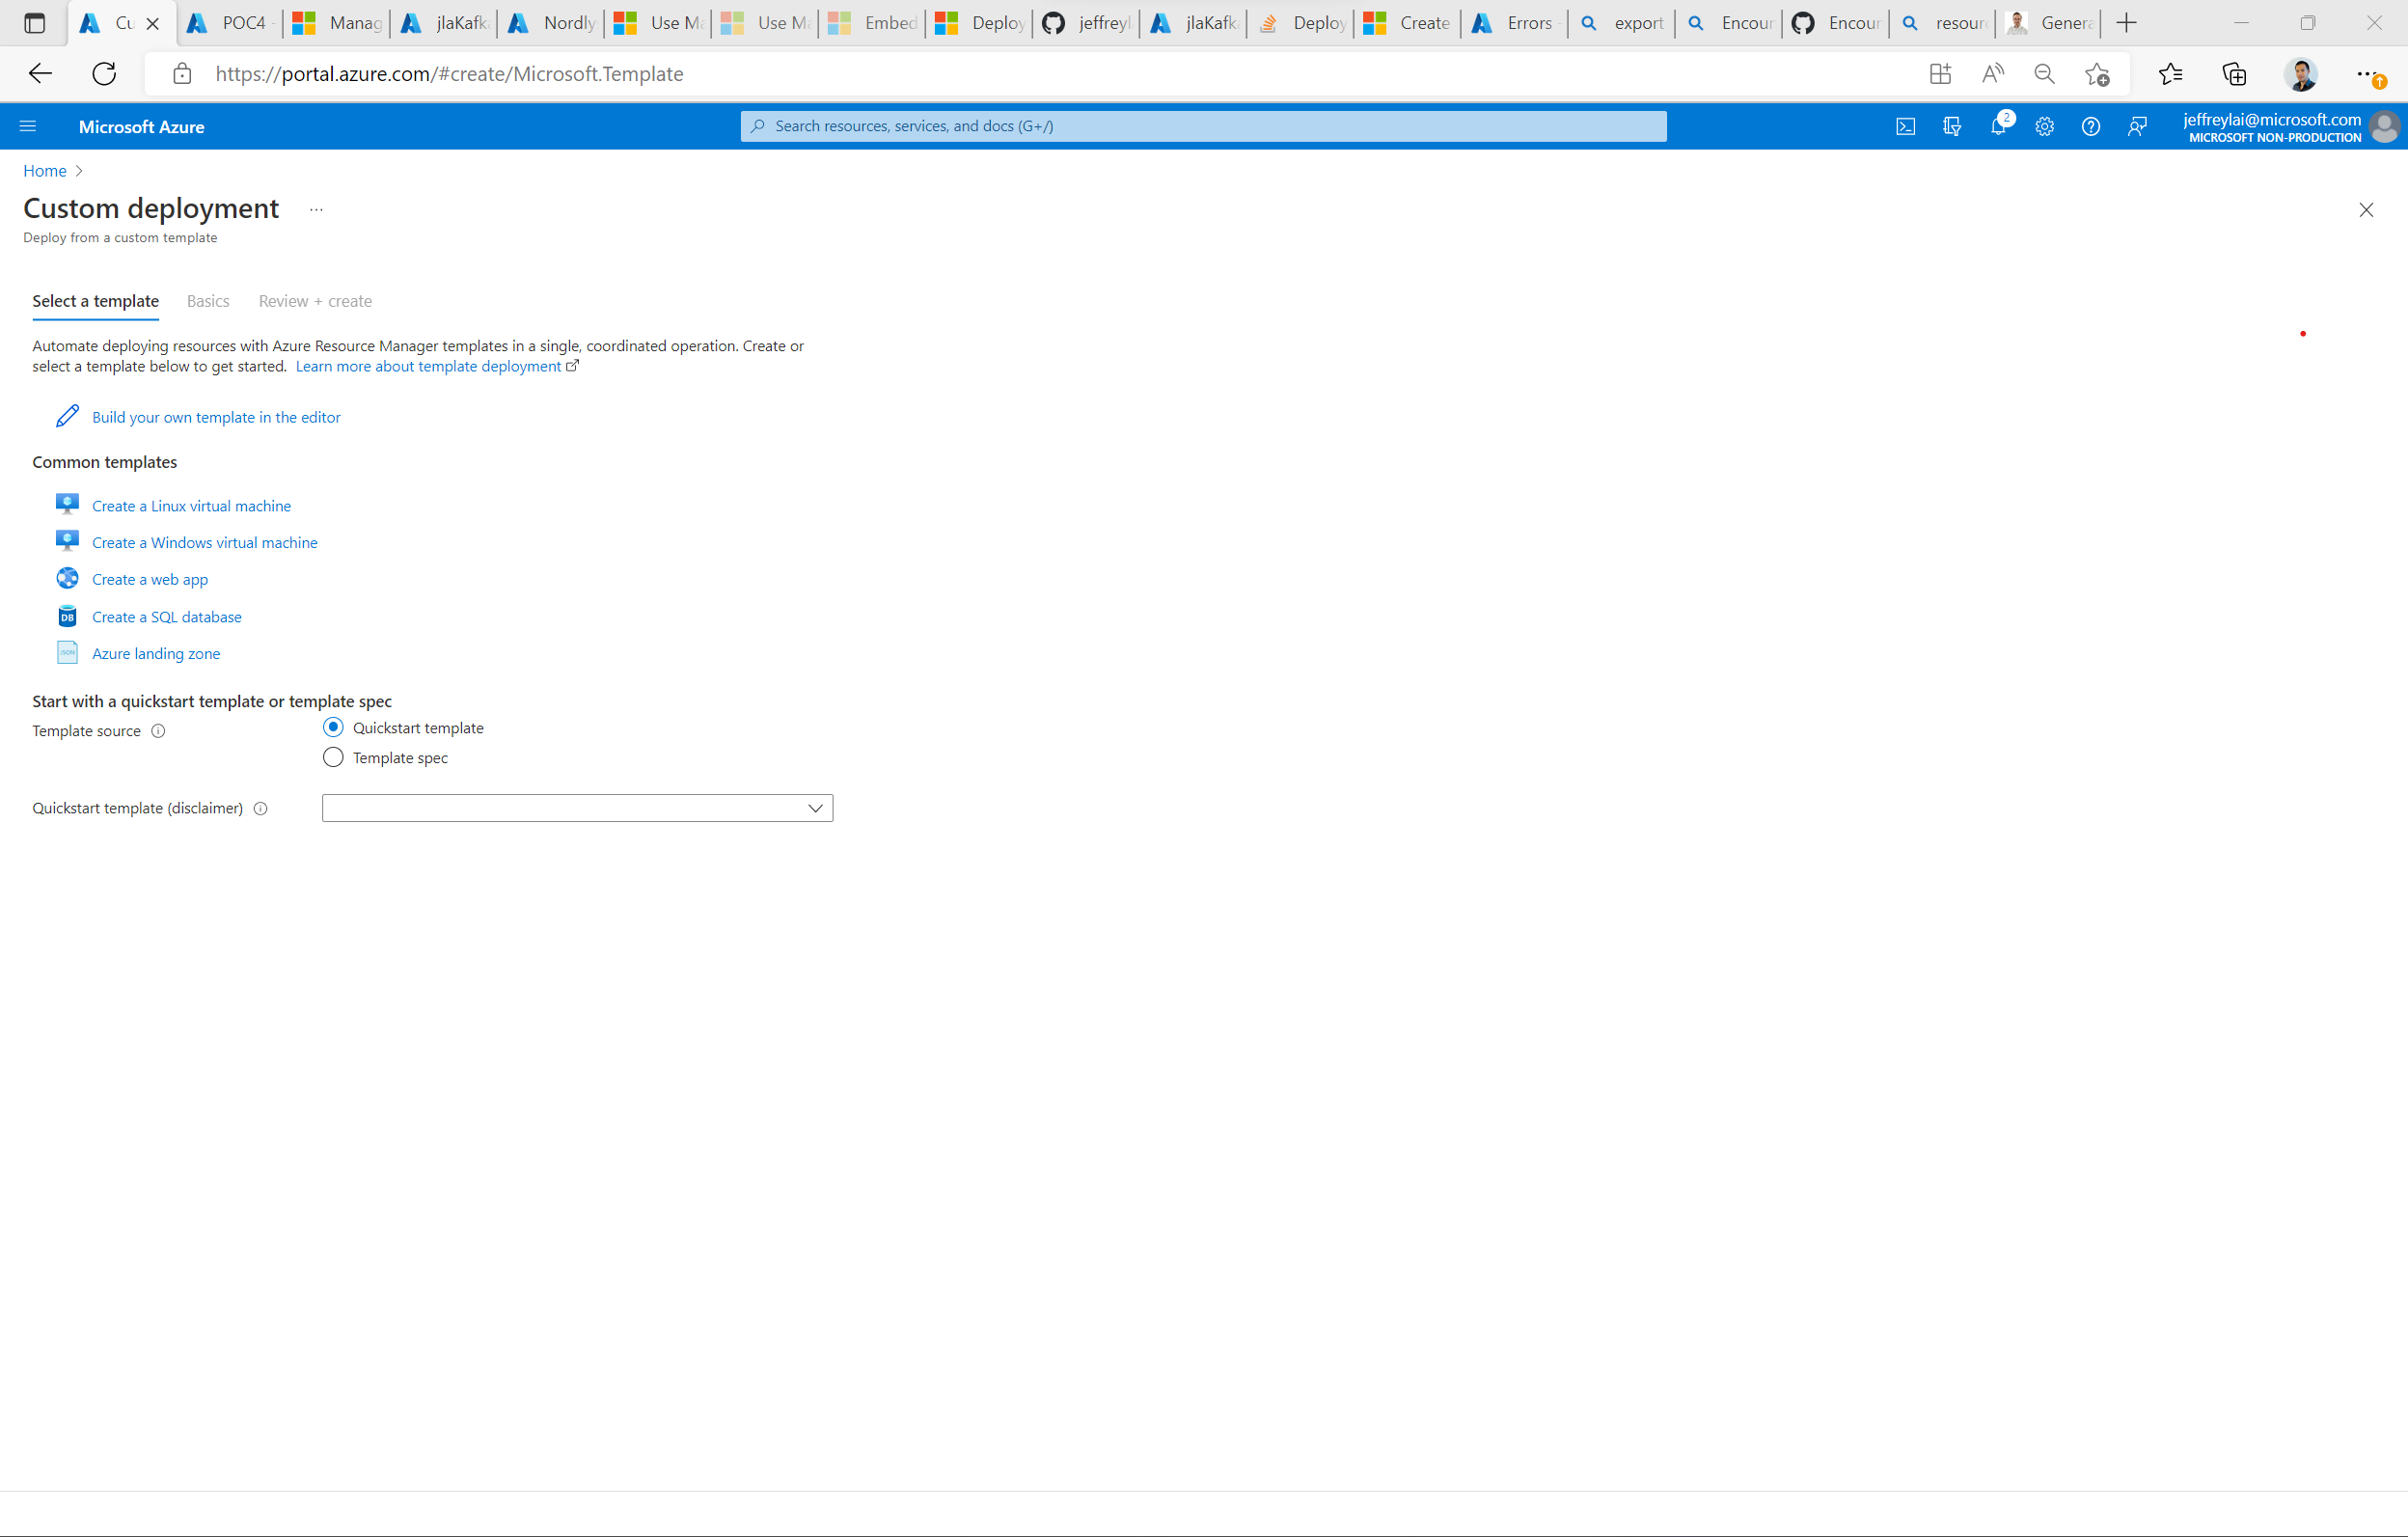 Cu
POC4 -
Manag
jlaKafka
Nordly
Use Ma
Use Ma
Embed
Deploy
jeffreyl
jlaKafka
Deploy
Create
Errors -
export
Encour
Encour
resour
Genera
https://portal.azure.com/#create/Microsoft.Template
Microsoft Azure
Search resources, services, and docs (G+/)
2
jeffreylai@microsoft.com
MICROSOFT NON-PRODUCTION
Home >
Custom deployment ...
Deploy from a custom template
Select a template Basics Review + create
Automate deploying resources with Azure Resource Manager templates in a single, coordinated operation. Create or
select a template below to get started. Learn more about template deployment
Build your own template in the editor
Common templates
Create a Linux virtual machine
Create a Windows virtual machine
Create a web app
DB Create a SQL database
JSON Azure landing zone
Start with a quickstart template or template spec
Template source
Quickstart template
Template spec
Quickstart template (disclaimer)